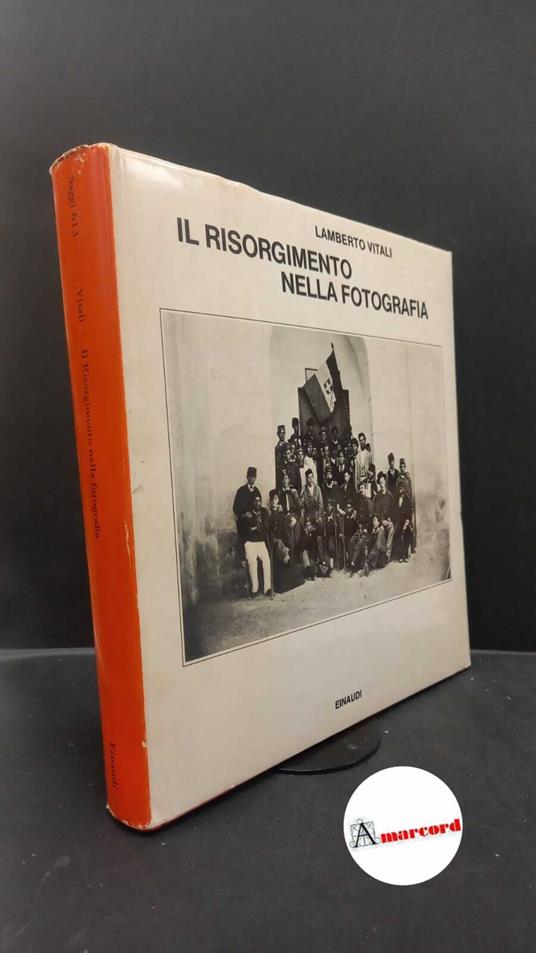 LAMBERTO VITALI
IL RISORGIMENTO
NELLA FOTOGRAFIA
EINAUDI
Saggi 613 Vitali Il Risorgimento nella fotografia Einaudi
Amarcord